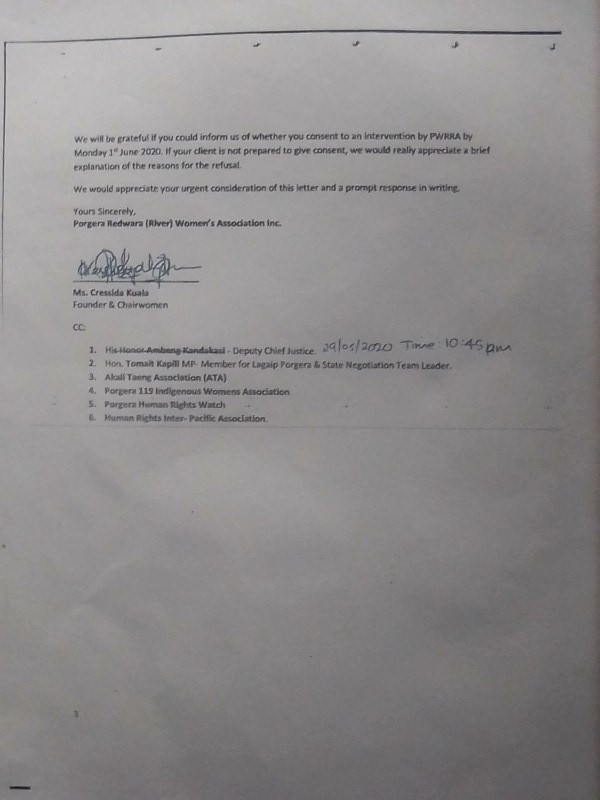 We will be grateful if you could inform us of whether you consent to an intervention by PWRRA by
Monday 1st June 2020. If your client is not prepared to give consent, we would really appreciate a brief
explanation of the reasons for the refusal.
We would appreciate your urgent consideration of this letter and a prompt response in writing.
Yours Sincerely,
Porgera Redwara (River) Women's Association Inc.
Ms. Cressida Kuala
Founder & Chairwomen
CC:
1. His Honor Ambeng Kandakasi - Deputy Chief Justice. 29/05/2020 Time: 10:45pm
2. Hon. Tomait Kapili MP- Member for Lagaip Porgera & State Negotiation Team Leader.
3. Akali Tange Association (ATA)
4. Porgera 119 Indigenous Womens Association
5. Porgera Human Rights Watch
6. Human Rights Inter- Pacific Association.
3